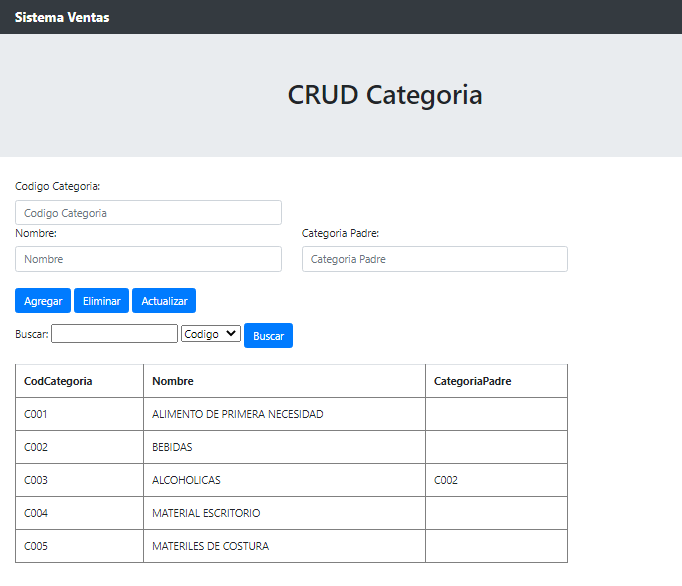 Sistema Ventas
CRUD Categoria
Codigo Categoria:
Codigo Categoria
Nombre: Categoria Padre:
Nombre Categoria Padre
Agregar Eliminar Actualizar
Buscar: Codigo Buscar
CodCategoria Nombre CategoriaPadre
C001 ALIMENTO DE PRIMERA NECESIDAD
C002 BEBIDAS
C003 ALCOHOLICAS C002
C004 MATERIAL ESCRITORIO
C005 MATERILES DE COSTURA